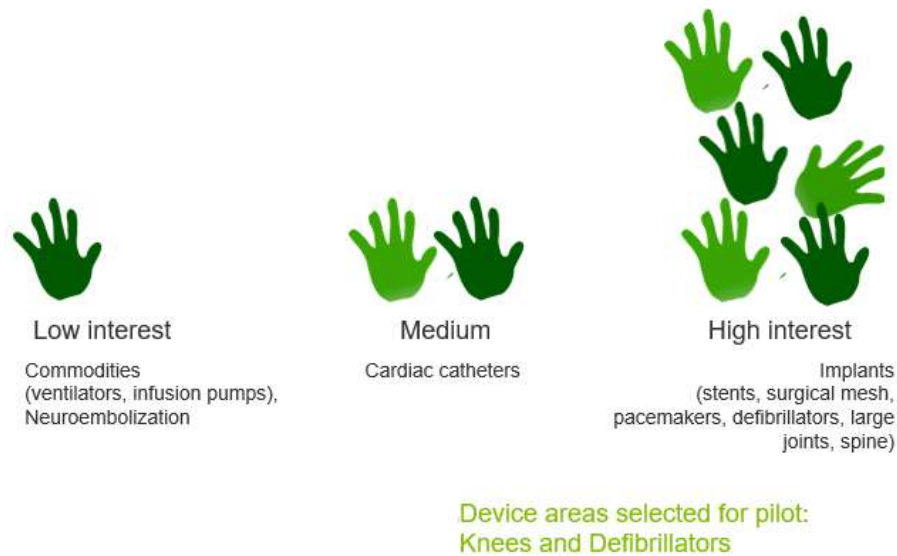 Low interest
Commodities
(ventilators, infusion pumps),
Neuroembolization
Medium
Cardiac catheters
High interest
Implants
(stents, surgical mesh,
pacemakers, defibrillators, large
joints, spine)
Device areas selected for pilot:
Knees and Defibrillators